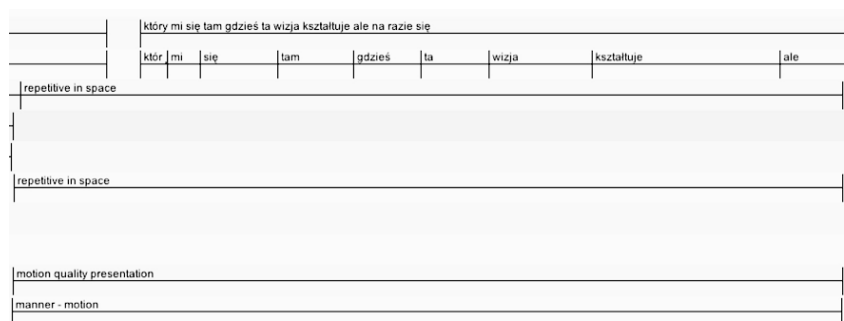 który mi się tam gdzieś ta wizja kształtuje ale na razie się
któr mi się tam gdzieś ta wizja kształtuje ale
repetitive in space
repetitive in space
motion quality presentation
manner - motion